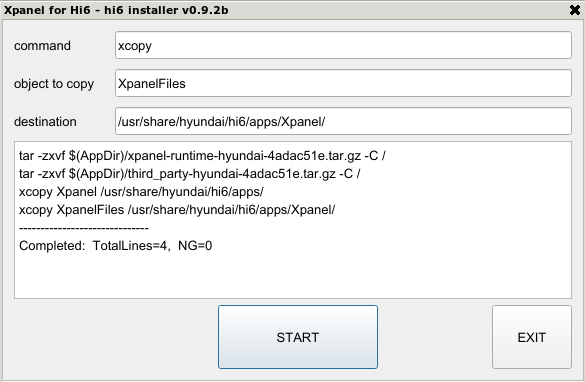 Xpanel for Hi6 - hi6 installer v0.9.2b
command
xcopy
object to copy
XpanelFiles
destination
/usr/share/hyundai/hi6/apps/Xpanel/
tar -zxvf $(AppDir)/xpanel-runtime-hyundai-4adac51e.tar.gz -C /
tar -zxvf $(AppDir)/third_party-hyundai-4adac51e.tar.gz -C /
xcopy Xpanel /usr/share/hyundai/hi6/apps/
xcopy XpanelFiles /usr/share/hyundai/hi6/apps/Xpanel/
------------------------------
Completed:  TotalLines=4,  NG=0
START
EXIT